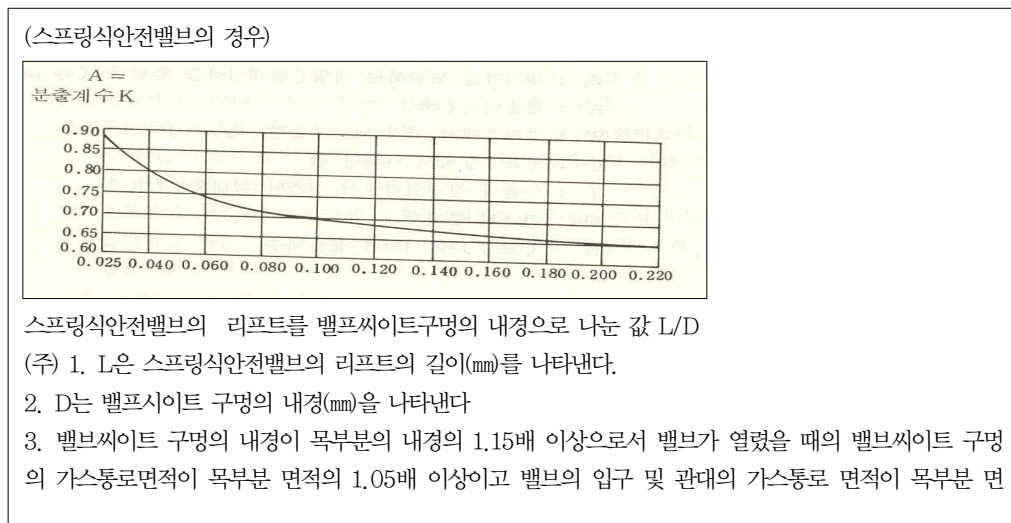 (스프링식안전밸브의 경우)
A =
분출계수 K
0.90
0.85
0.80
0.75
0.70
0.65
0.60
0.025 0.040 0.060 0.080 0.100 0.120 0.140 0.160 0.180 0.200 0.220
스프링식안전밸브의 리프트를 밸프씨이트구멍의 내경으로 나눈 값 L/D
(주) 1. L은 스프링식안전밸브의 리프트의 길이(㎜)를 나타낸다.
2. D는 밸프시이트 구멍의 내경(㎜)을 나타낸다
3. 밸브씨이트 구멍의 내경이 목부분의 내경의 1.15배 이상으로서 밸브가 열렸을 때의 밸브씨이트 구멍
의 가스통로면적이 목부분 면적의 1.05배 이상이고 밸브의 입구 및 관대의 가스통로 면적이 목부분 면